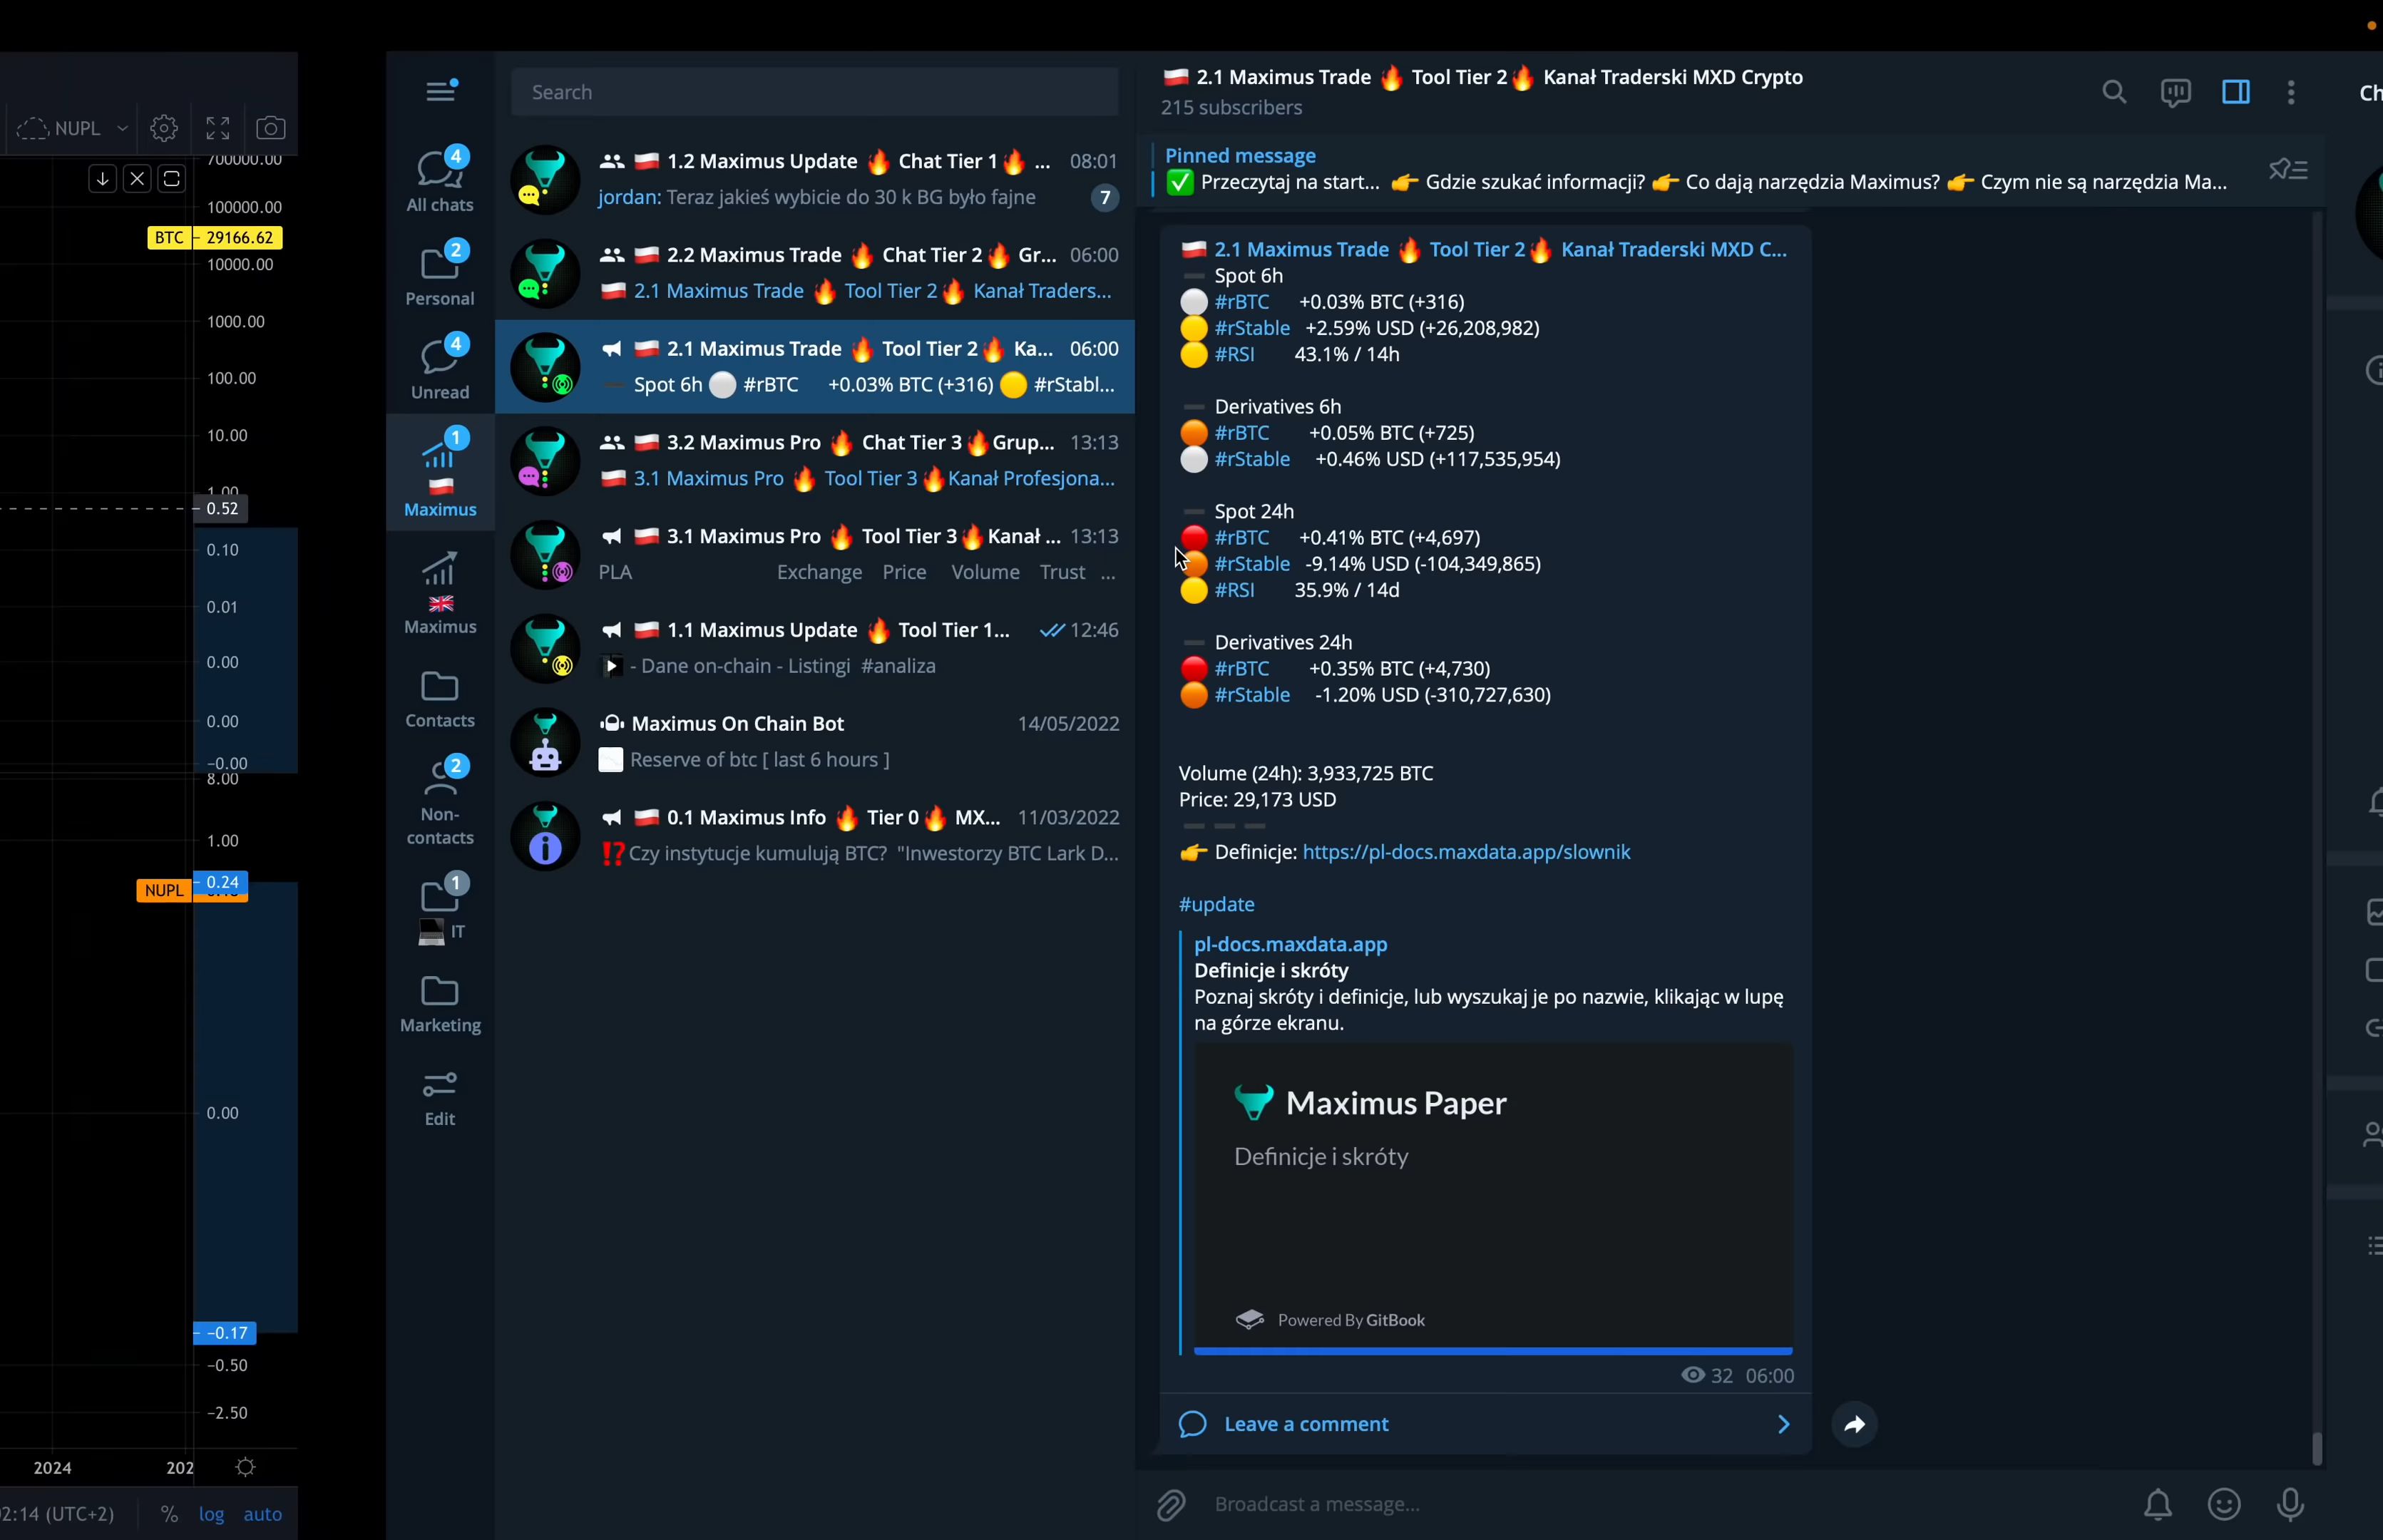 NUPL
700000.00
100000.00
BTC 29166.62
10000.00
1000.00
100.00
10.00
1.00
0.52
0.10
0.01
0.00
0.00
-0.00
8.00
1.00
0.24
NUPL
0.00
-0.17
-0.50
-2.50
2024
202
2:14 (UTC+2) % log auto
4
All chats
2
Personal
4
Unread
1
Maximus
Maximus
Contacts
2
Non-
contacts
1
IT
Marketing
Edit
Search
1.2 Maximus Update 🔥 Chat Tier 1🔥 ... 08:01
jordan: Teraz jakieś wybicie do 30 k BG było fajne 7
2.2 Maximus Trade 🔥 Chat Tier 2🔥 Gr... 06:00
2.1 Maximus Trade 🔥 Tool Tier 2🔥 Kanał Traders...
2.1 Maximus Trade 🔥 Tool Tier 2🔥 Ka... 06:00
Spot 6h #rBTC +0.03% BTC (+316) #rStabl...
3.2 Maximus Pro 🔥 Chat Tier 3🔥Grup... 13:13
3.1 Maximus Pro 🔥 Tool Tier 3🔥Kanał Profesjona...
3.1 Maximus Pro 🔥 Tool Tier 3🔥Kanał ... 13:13
PLA Exchange Price Volume Trust ...
1.1 Maximus Update 🔥 Tool Tier 1... 12:46
- Dane on-chain - Listingi #analiza
Maximus On Chain Bot 14/05/2022
Reserve of btc [ last 6 hours ]
0.1 Maximus Info 🔥 Tier 0🔥 MX... 11/03/2022
⁉️Czy instytucje kumulują BTC? "Inwestorzy BTC Lark D...
2.1 Maximus Trade 🔥 Tool Tier 2🔥 Kanał Traderski MXD Crypto
215 subscribers
Pinned message
✅ Przeczytaj na start... 👉 Gdzie szukać informacji? 👉 Co dają narzędzia Maximus? 👉 Czym nie są narzędzia Ma...
2.1 Maximus Trade 🔥 Tool Tier 2🔥 Kanał Traderski MXD C...
Spot 6h
#rBTC +0.03% BTC (+316)
#rStable +2.59% USD (+26,208,982)
#RSI 43.1% / 14h
Derivatives 6h
#rBTC +0.05% BTC (+725)
#rStable +0.46% USD (+117,535,954)
Spot 24h
#rBTC +0.41% BTC (+4,697)
#rStable -9.14% USD (-104,349,865)
#RSI 35.9% / 14d
Derivatives 24h
#rBTC +0.35% BTC (+4,730)
#rStable -1.20% USD (-310,727,630)
Volume (24h): 3,933,725 BTC
Price: 29,173 USD
👉 Definicje: https://pl-docs.maxdata.app/slownik
#update
pl-docs.maxdata.app
Definicje i skróty
Poznaj skróty i definicje, lub wyszukaj je po nazwie, klikając w lupę
na górze ekranu.
Maximus Paper
Definicje i skróty
Powered By GitBook
32 06:00
Leave a comment
Broadcast a message...
Ch